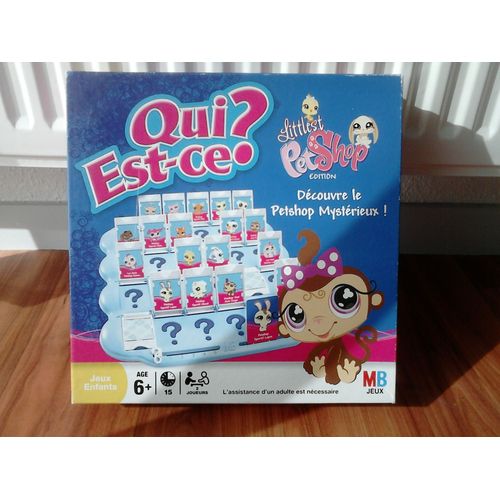 Qui?
Est-ce?
Littlest
PetShop
EDITION
Découvre le
Petshop Mystérieux !
Jeux
Enfants
AGE
6+
15
2
JOUEURS
L'assistance d'un adulte est nécessaire
MB
JEUX